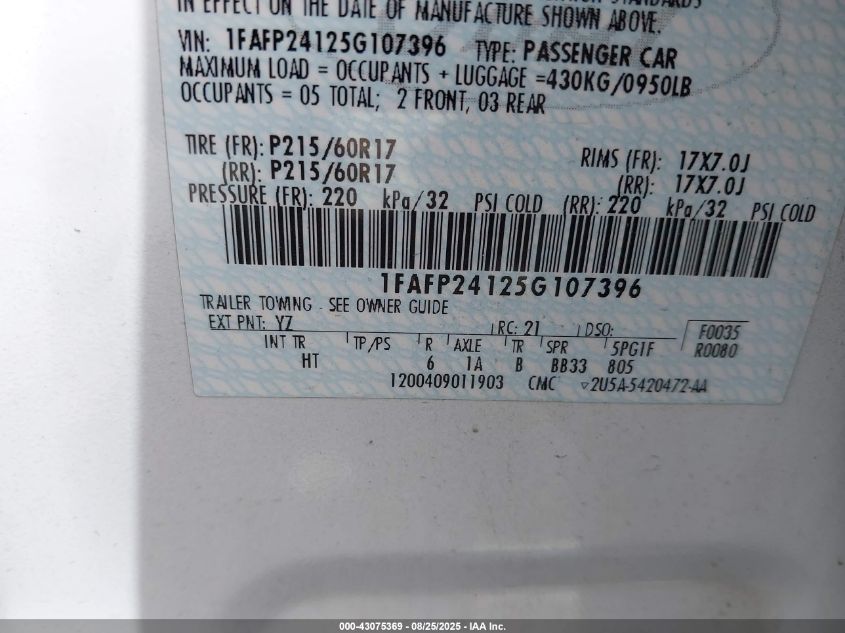 IN EFFECT ON THE DATE OF MANUFACTURE SHOWN ABOVE.
VIN: 1FAFP24125G107396 TYPE: PASSENGER CAR
MAXIMUM LOAD = OCCUPANTS + LUGGAGE =430KG/0950LB
OCCUPANTS = 05 TOTAL; 2 FRONT, 03 REAR
TIRE (FR): P215/60R17 RIMS (FR): 17X7.0J
(RR): P215/60R17 (RR): 17X7.0J
PRESSURE (FR): 220 kPa/32 PSI COLD (RR): 220 kPa/32 PSI COLD
1FAFP24125G107396
TRAILER TOWING - SEE OWNER GUIDE
EXT PNT: YZ RC: 21 DSO: F0035
INT TR TP/PS R AXLE TR SPR 5PG1F R0080
HT 6 1A B BB33 805
1200409011903 CMC ▽2U5A-5420472-AA
000-43075369 - 08/25/2025 - IAA Inc.